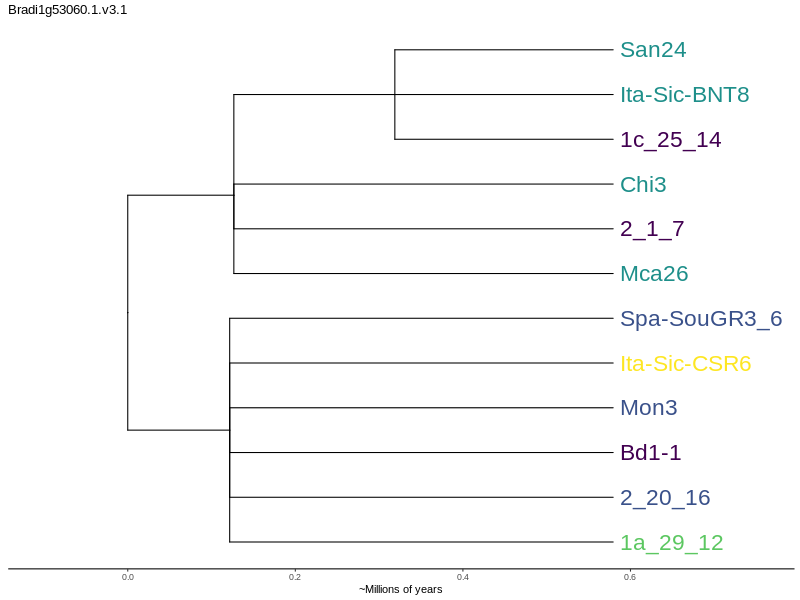 Bradi1g53060.1.v3.1
San24
Ita-Sic-BNT8
1c_25_14
Chi3
2_1_7
Mca26
Spa-SouGR3_6
Ita-Sic-CSR6
Mon3
Bd1-1
2_20_16
1a_29_12
0.0 0.2 0.4 0.6
~Millions of years